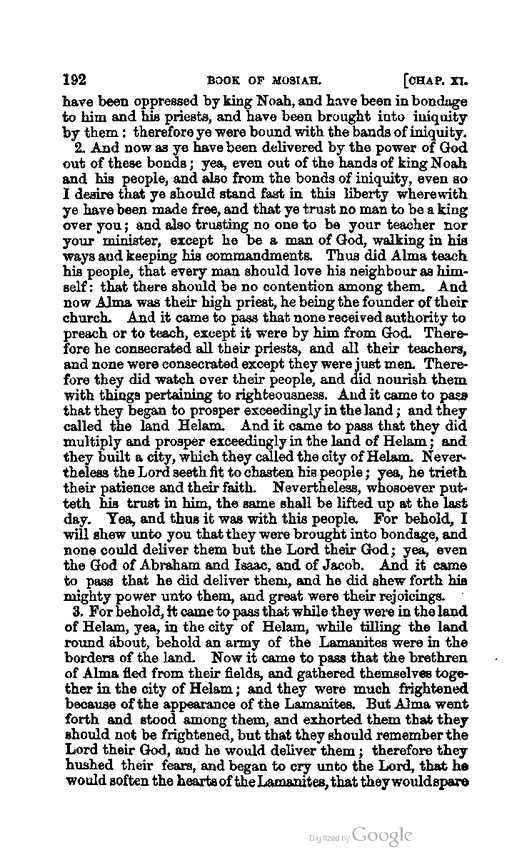 192 BOOK OF MOSIAH. [CHAP. XI.
have been oppressed by king Noah, and have been in bondage
to him and his priests, and have been brought into iniquity
by them: therefore ye were bound with the bands of iniquity.
2. And now as ye have been delivered by the power of God
out of these bonds; yea, even out of the hands of king Noah
and his people, and also from the bonds of iniquity, even so
I desire that ye should stand fast in this liberty wherewith
ye have been made free, and that ye trust no man to be a king
over you; and also trusting no one to be your teacher nor
your minister, except he be a man of God, walking in his
ways and keeping his commandments. Thus did Alma teach
his people, that every man should love his neighbour as him-
self: that there should be no contention among them. And
now Alma was their high priest, he being the founder of their
church. And it came to pass that none received authority to
preach or to teach, except it were by him from God. There-
fore he consecrated all their priests, and all their teachers,
and none were consecrated except they were just men. There-
fore they did watch over their people, and did nourish them
with things pertaining to righteousness. And it came to pass
that they began to prosper exceedingly in the land; and they
called the land Helam. And it came to pass that they did
multiply and prosper exceedingly in the land of Helam; and
they built a city, which they called the city of Helam. Never-
theless the Lord seeth fit to chasten his people; yea, he trieth
their patience and their faith. Nevertheless, whosoever put-
teth his trust in him, the same shall be lifted up at the last
day. Yea, and thus it was with this people. For behold, I
will shew unto you that they were brought into bondage, and
none could deliver them but the Lord their God; yea, even
the God of Abraham and Isaac, and of Jacob. And it came
to pass that he did deliver them, and he did shew forth his
mighty power unto them, and great were their rejoicings.
3. For behold, it came to pass that while they were in the land
of Helam, yea, in the city of Helam, while tilling the land
round about, behold an army of the Lamanites were in the
borders of the land. Now it came to pass that the brethren
of Alma fled from their fields, and gathered themselves toge-
ther in the city of Helam; and they were much frightened
because of the appearance of the Lamanites. But Alma went
forth and stood among them, and exhorted them that they
should not be frightened, but that they should remember the
Lord their God, and he would deliver them; therefore they
hushed their fears, and began to cry unto the Lord, that he
would soften the hearts of the Lamanites, that they would spare
Digitized by Google